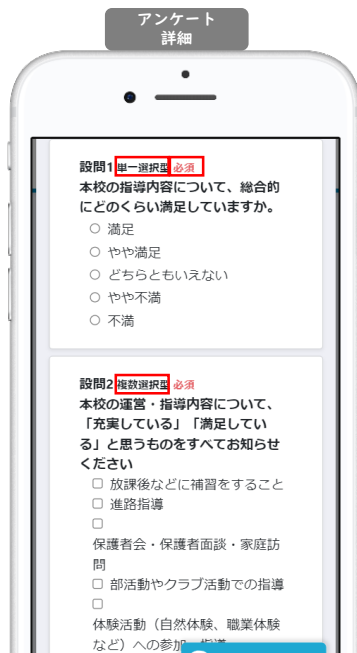 アンケート
詳細
設問1 単一選択型 必須
本校の指導内容について、総合的
にどのくらい満足していますか。
満足
やや満足
どちらともいえない
やや不満
不満
設問2 複数選択型 必須
本校の運営・指導内容について、
「充実している」「満足してい
る」と思うものをすべてお知らせ
ください
放課後などに補習をすること
進路指導
保護者会・保護者面談・家庭訪
問
部活動やクラブ活動での指導
体験活動（自然体験、職業体験
など）への参加